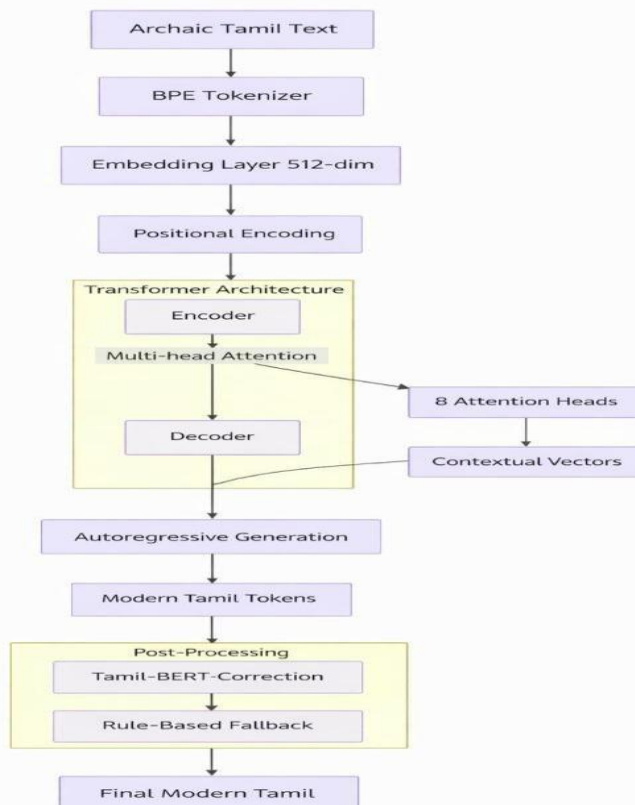 Archaic Tamil Text
BPE Tokenizer
Embedding Layer 512-dim
Positional Encoding
Transformer Architecture
Encoder
Multi-head Attention
8 Attention Heads
Decoder
Contextual Vectors
Autoregressive Generation
Modern Tamil Tokens
Post-Processing
Tamil-BERT-Correction
Rule-Based Fallback
Final Modern Tamil